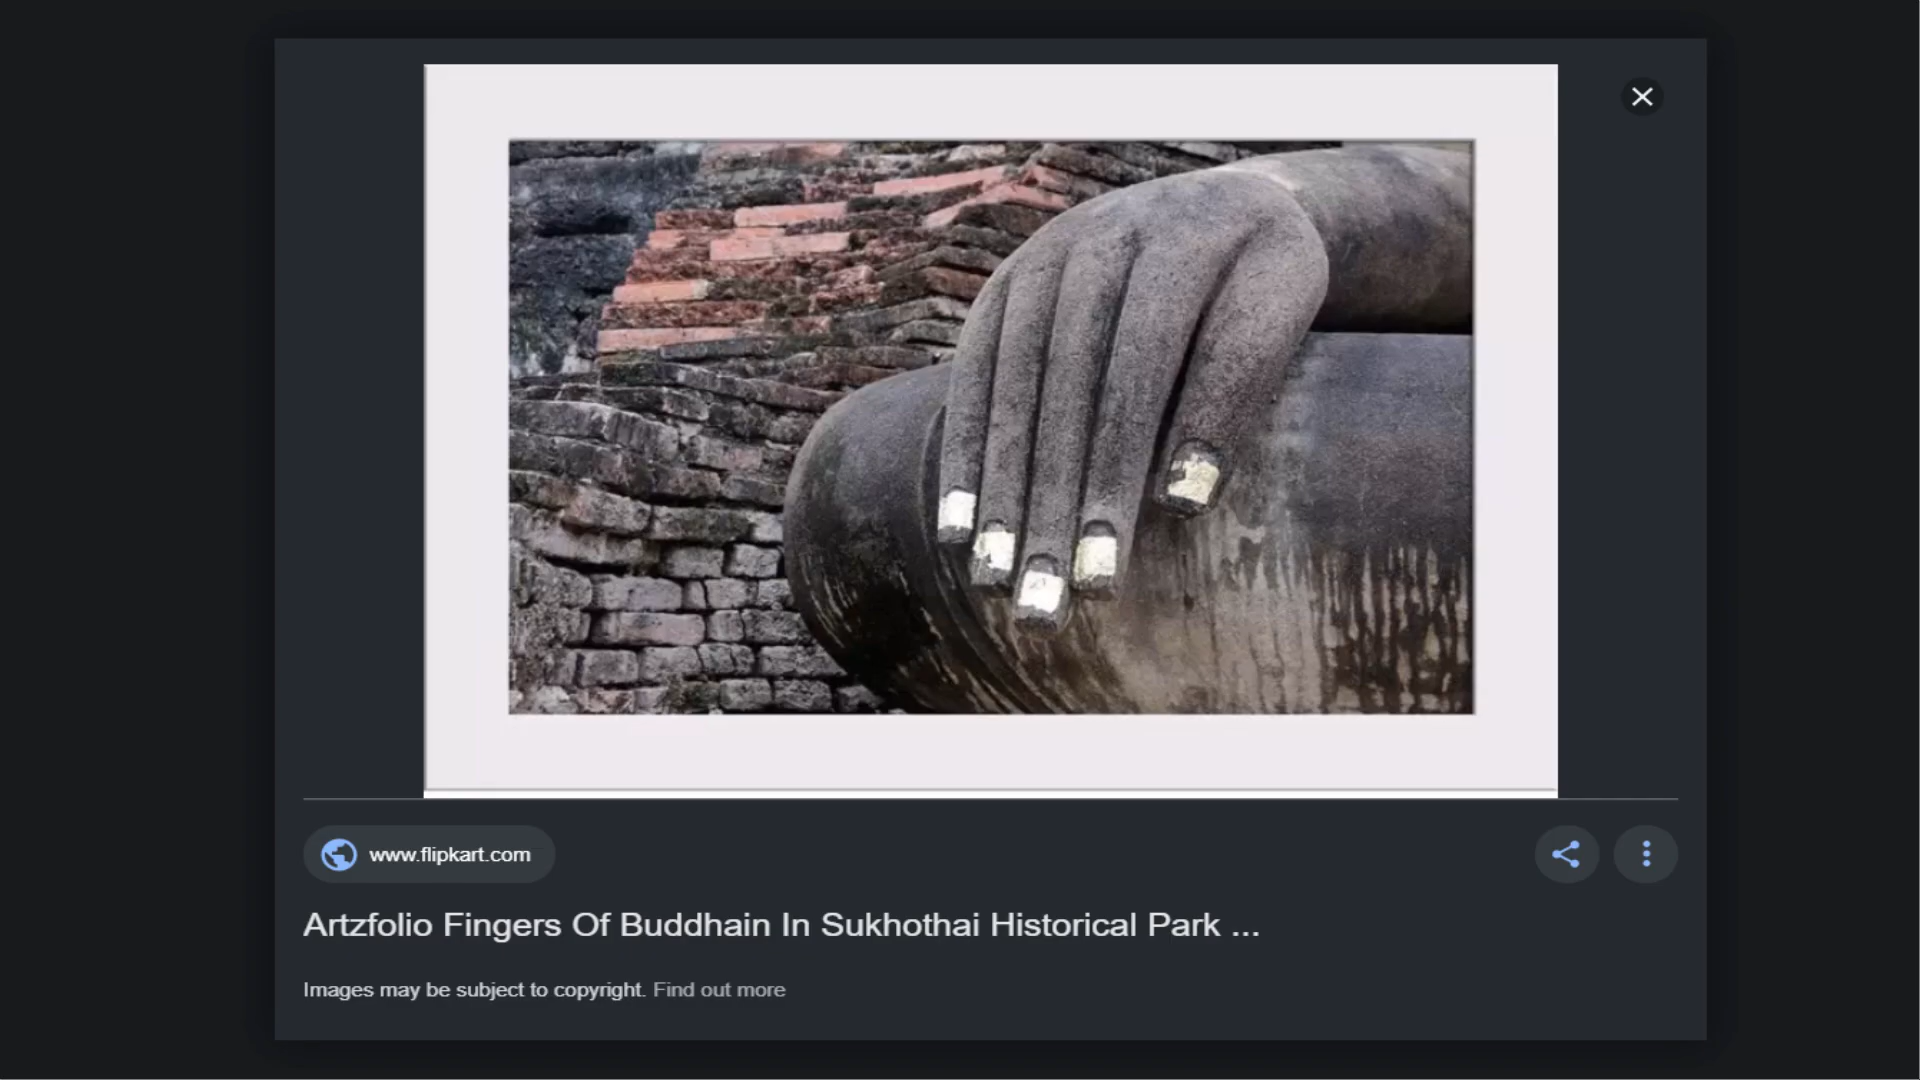 www.flipkart.com
Artzfolio Fingers Of Buddhain In Sukhothai Historical Park ...
Images may be subject to copyright. Find out more